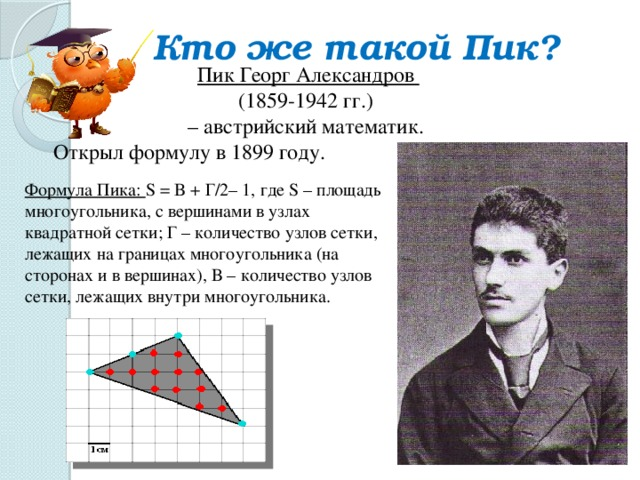 Кто же такой Пик?
Пик Георг Александров
(1859-1942 гг.)
– австрийский математик.
Открыл формулу в 1899 году.
Формула Пика: S = В + Г/2– 1, где S – площадь
многоугольника, с вершинами в узлах
квадратной сетки; Г – количество узлов сетки,
лежащих на границах многоугольника (на
сторонах и в вершинах), В – количество узлов
сетки, лежащих внутри многоугольника.
1см